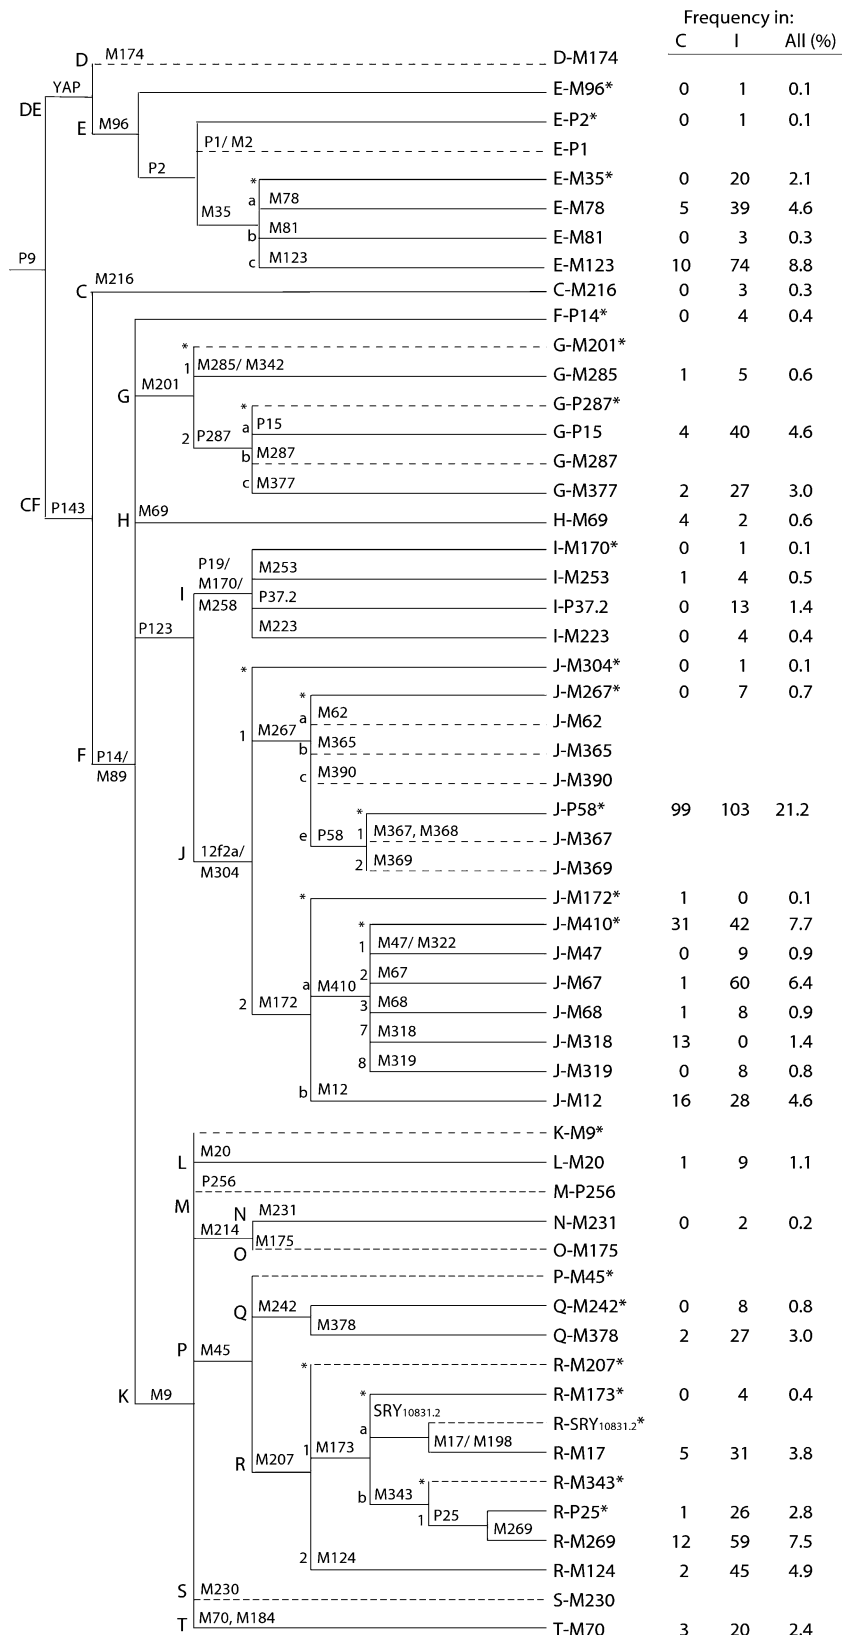 Frequency in:
C I All (%)
D M174 D-M174
YAP
E-M96* 0 1 0.1
DE
E M96
E-P2* 0 1 0.1
P1/ M2
E-P1
P2
* E-M35* 0 20 2.1
a M78
E-M78 5 39 4.6
M35
b M81
E-M81 0 3 0.3
c M123
E-M123 10 74 8.8
P9
C M216
C-M216 0 3 0.3
F-P14* 0 4 0.4
* G-M201*
1 M285/ M342
G-M285 1 5 0.6
G M201
* G-P287*
a P15
G-P15 4 40 4.6
2 P287
b M287
G-M287
c M377
G-M377 2 27 3.0
CF P143
H M69
H-M69 4 2 0.6
I-M170* 0 1 0.1
P19/
M170/
M258
I
M253
I-M253 1 4 0.5
P37.2
I-P37.2 0 13 1.4
M223
I-M223 0 4 0.4
P123
* J-M304* 0 1 0.1
* J-M267* 0 7 0.7
1 M267
a M62
J-M62
b M365
J-M365
c M390
J-M390
F P14/
M89
* J-P58* 99 103 21.2
e P58
1 M367, M368
J-M367
2 M369
J-M369
J 12f2a/
M304
* J-M172* 1 0 0.1
* J-M410* 31 42 7.7
1 M47/ M322
J-M47 0 9 0.9
2 M67
J-M67 1 60 6.4
a M410
3 M68
J-M68 1 8 0.9
2 M172
7 M318
J-M318 13 0 1.4
8 M319
J-M319 0 8 0.8
b M12
J-M12 16 28 4.6
K-M9*
L M20
L-M20 1 9 1.1
M P256
M-P256
M214
N M231
N-M231 0 2 0.2
O M175
O-M175
P-M45*
Q M242
Q-M242* 0 8 0.8
M378
Q-M378 2 27 3.0
P M45
* R-M207*
K M9
* R-M173* 0 4 0.4
a SRY10831.2
R-SRY10831.2*
M17/ M198
R-M17 5 31 3.8
R M207
1 M173
b M343
* R-M343*
1 P25
R-P25* 1 26 2.8
M269
R-M269 12 59 7.5
2 M124
R-M124 2 45 4.9
S M230
S-M230
T M70, M184
T-M70 3 20 2.4